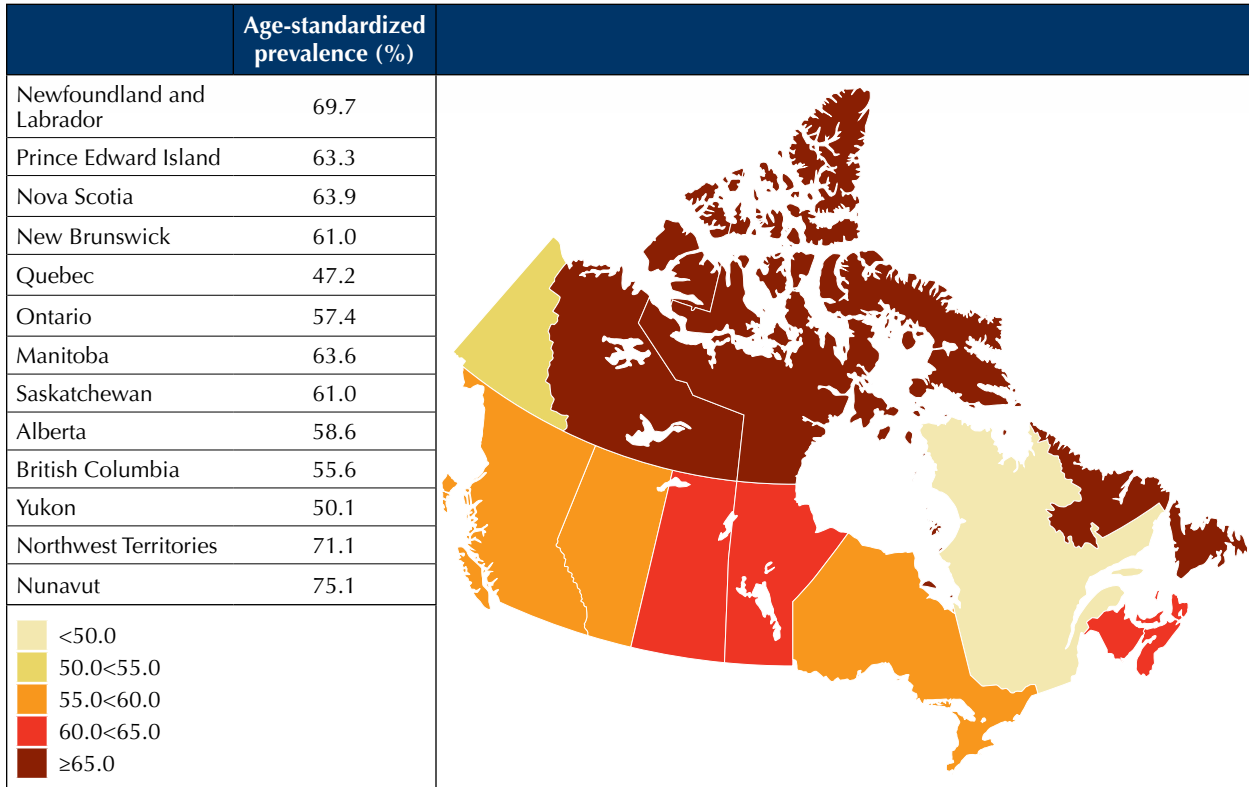 Age-standardized
prevalence (%)
Newfoundland and
Labrador 69.7
Prince Edward Island 63.3
Nova Scotia 63.9
New Brunswick 61.0
Quebec 47.2
Ontario 57.4
Manitoba 63.6
Saskatchewan 61.0
Alberta 58.6
British Columbia 55.6
Yukon 50.1
Northwest Territories 71.1
Nunavut 75.1
<50.0
50.0<55.0
55.0<60.0
60.0<65.0
≥65.0